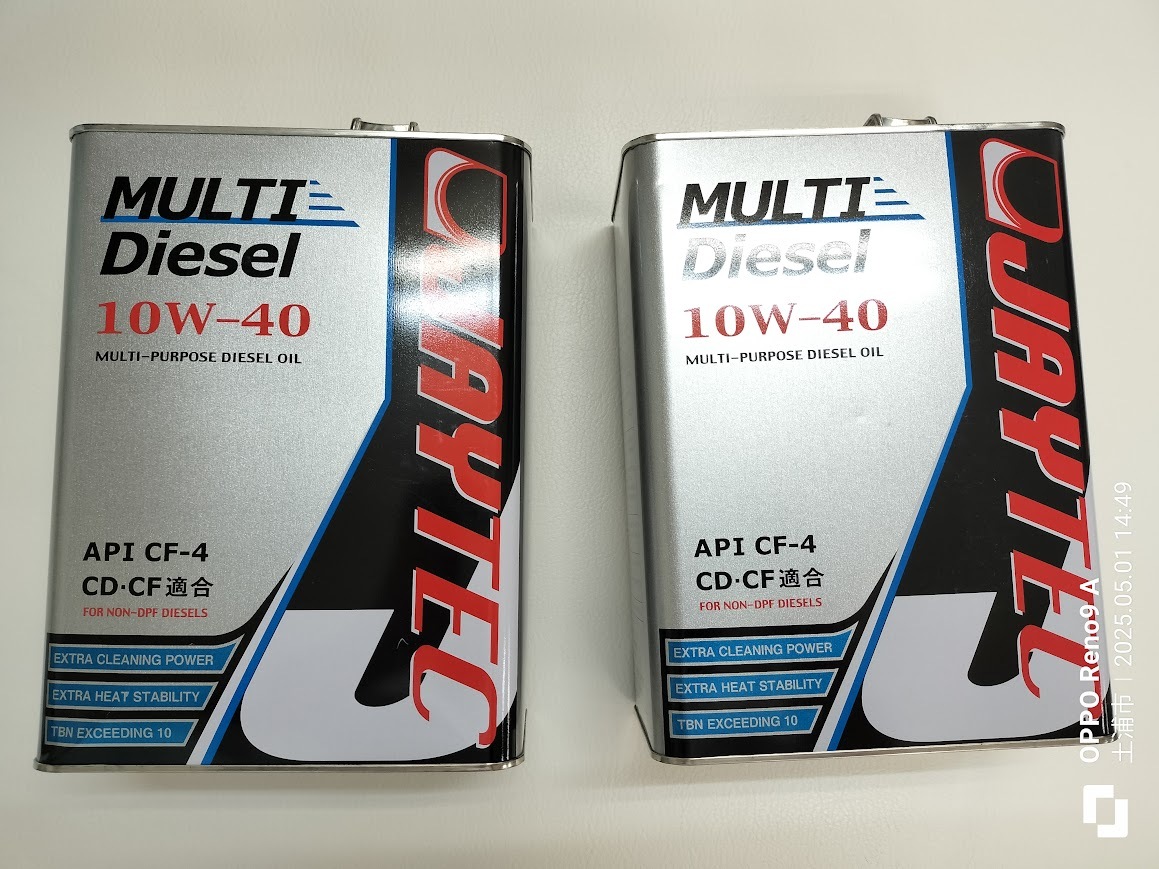 MULTI
Diesel
10W-40
MULTI-PURPOSE DIESEL OIL
API CF-4
CD·CF適合
FOR NON-DPF DIESELS
EXTRA CLEANING POWER
EXTRA HEAT STABILITY
TBN EXCEEDING 10
JAYTEC
MULTI
Diesel
10W-40
MULTI-PURPOSE DIESEL OIL
API CF-4
CD·CF適合
FOR NON-DPF DIESELS
EXTRA CLEANING POWER
EXTRA HEAT STABILITY
TBN EXCEEDING 10
JAYTEC
OPPO Reno9 A
土浦市 | 2025.05.01 14:49